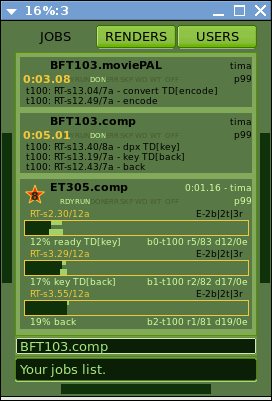 16%:3
JOBS RENDERS USERS
BFT103.moviePAL tima
0:03.08 DON p99
t100: RT-s13.04/7a - convert TD[encode]
t100: RT-s12.49/7a - encode
BFT103.comp tima
0:05.01 DON p99
t100: RT-s13.40/8a - dpx TD[key]
t100: RT-s13.19/7a - key TD[back]
t100: RT-s12.43/7a - back
ET305.comp 0:01.16 - tima
RDY RUN p99
RT-s2.30/12a E-2b|2t|3r
12% ready TD[key] b0-t100 r5/83 d12/0e
RT-s3.29/12a E-2b|2t|3r
17% key TD[back] b1-t100 r2/82 d17/0e
RT-s3.55/12a E-2b|2t|3r
19% back b2-t100 r1/81 d19/0e
BFT103.comp
Your jobs list.